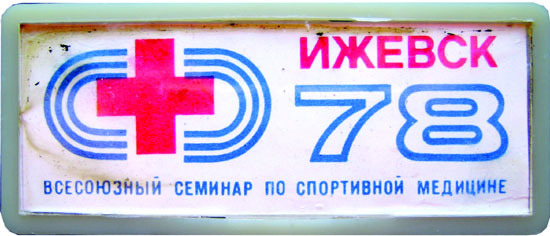 ИЖЕВСК
78
ВСЕСОЮЗНЫЙ СЕМИНАР ПО СПОРТИВНОЙ МЕДИЦИНЕ